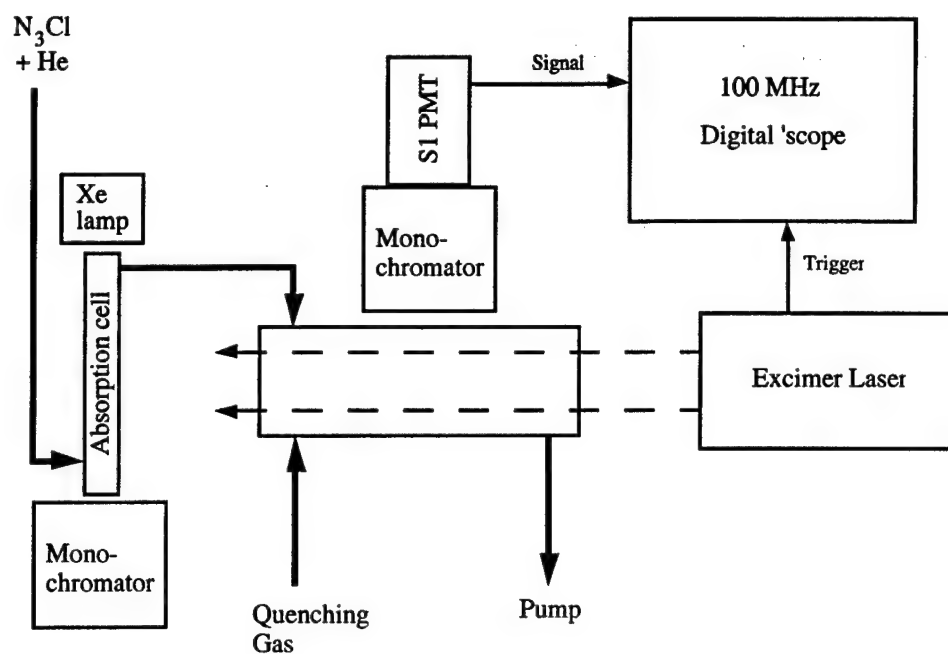 N₃Cl
+ He
Xe
lamp
Absorption cell
Mono-
chromator
S1 PMT
Mono-
chromator
Signal
100 MHz
Digital 'scope
Trigger
Excimer Laser
Quenching
Gas
Pump